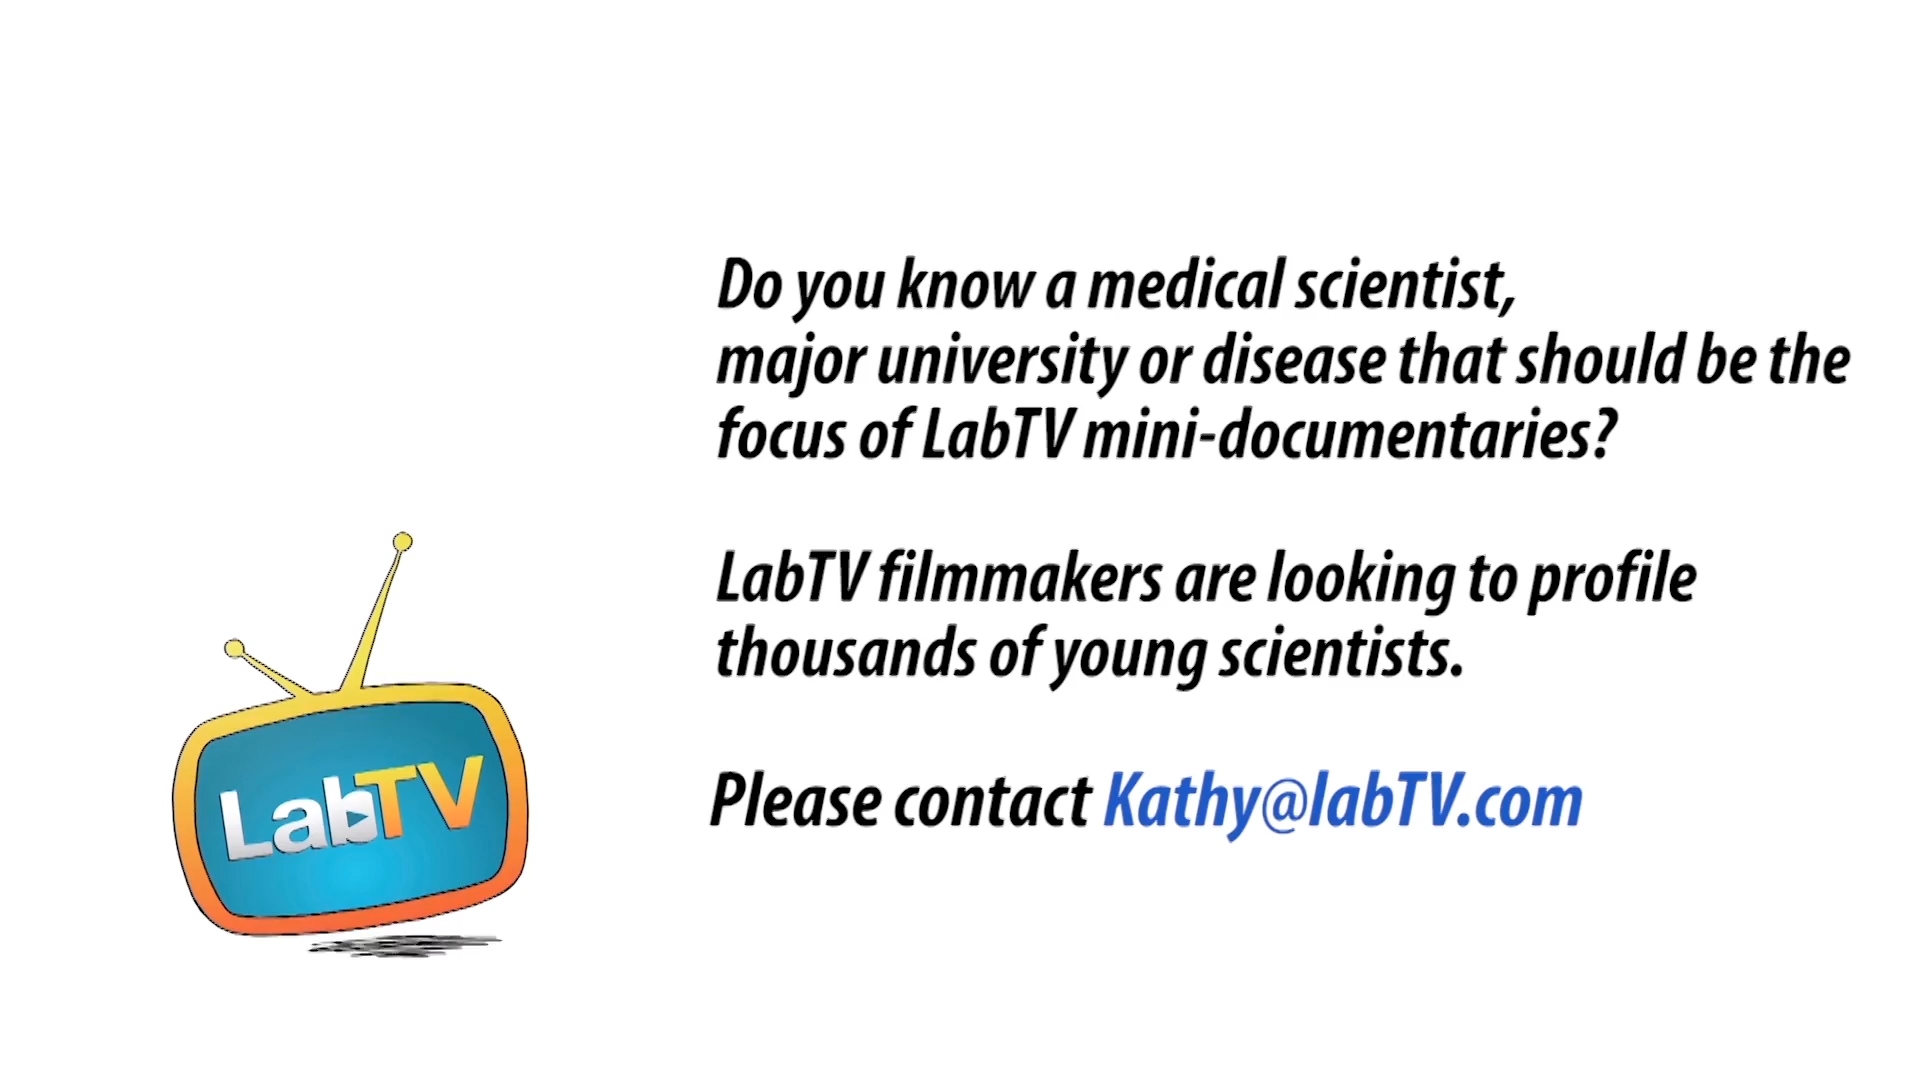 Do you know a medical scientist,
major university or disease that should be the
focus of LabTV mini-documentaries?
LabTV filmmakers are looking to profile
thousands of young scientists.
Please contact Kathy@labTV.com
LabTV